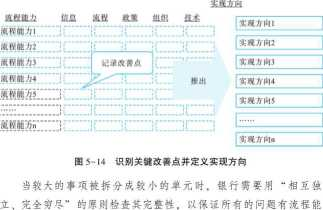 实现方向
流程能力 信息 流程 政策 组织 技术
流程能力1
流程能力2
流程能力3
流程能力4
流程能力5
……
流程能力n
记录改善点
推出
实现方向1
实现方向2
实现方向3
实现方向4
实现方向5
……
实现方向n
图 5-14 识别关键改善点并定义实现方向
当较大的事项被拆分成较小的单元时，银行需要用“相互独
立、完全穷尽”的原则检查其完整性，以保证所有的问题有流程能